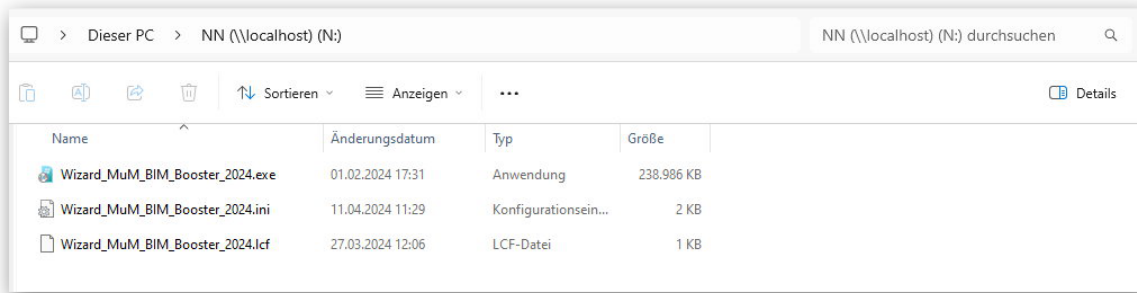 > Dieser PC > NN (\\localhost) (N:)
NN (\\localhost) (N:) durchsuchen
Sortieren Anzeigen ... Details
Name Änderungsdatum Typ Größe
Wizard_MuM_BIM_Booster_2024.exe 01.02.2024 17:31 Anwendung 238.986 KB
Wizard_MuM_BIM_Booster_2024.ini 11.04.2024 11:29 Konfigurationsein... 2 KB
Wizard_MuM_BIM_Booster_2024.lcf 27.03.2024 12:06 LCF-Datei 1 KB